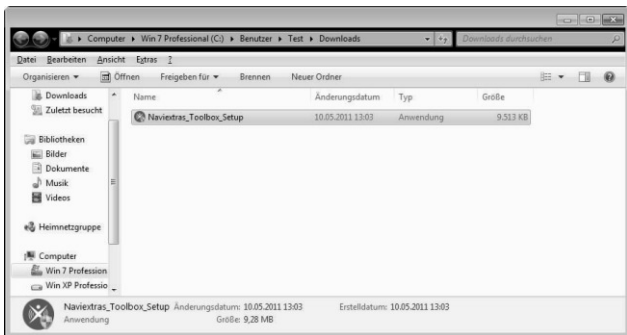 Computer ▸ Win 7 Professional (C:) ▸ Benutzer ▸ Test ▸ Downloads
Downloads durchsuchen
Datei Bearbeiten Ansicht Extras ?
Organisieren Öffnen Freigeben für Brennen Neuer Ordner
Downloads
Zuletzt besucht
Bibliotheken
Bilder
Dokumente
Musik
Videos
Heimnetzgruppe
Computer
Win 7 Profession
Win XP Professio
Name Änderungsdatum Typ Größe
Naviextras_Toolbox_Setup 10.05.2011 13:03 Anwendung 9.513 KB
Naviextras_Toolbox_Setup Änderungsdatum: 10.05.2011 13:03 Erstelldatum: 10.05.2011 13:03
Anwendung Größe: 9,28 MB